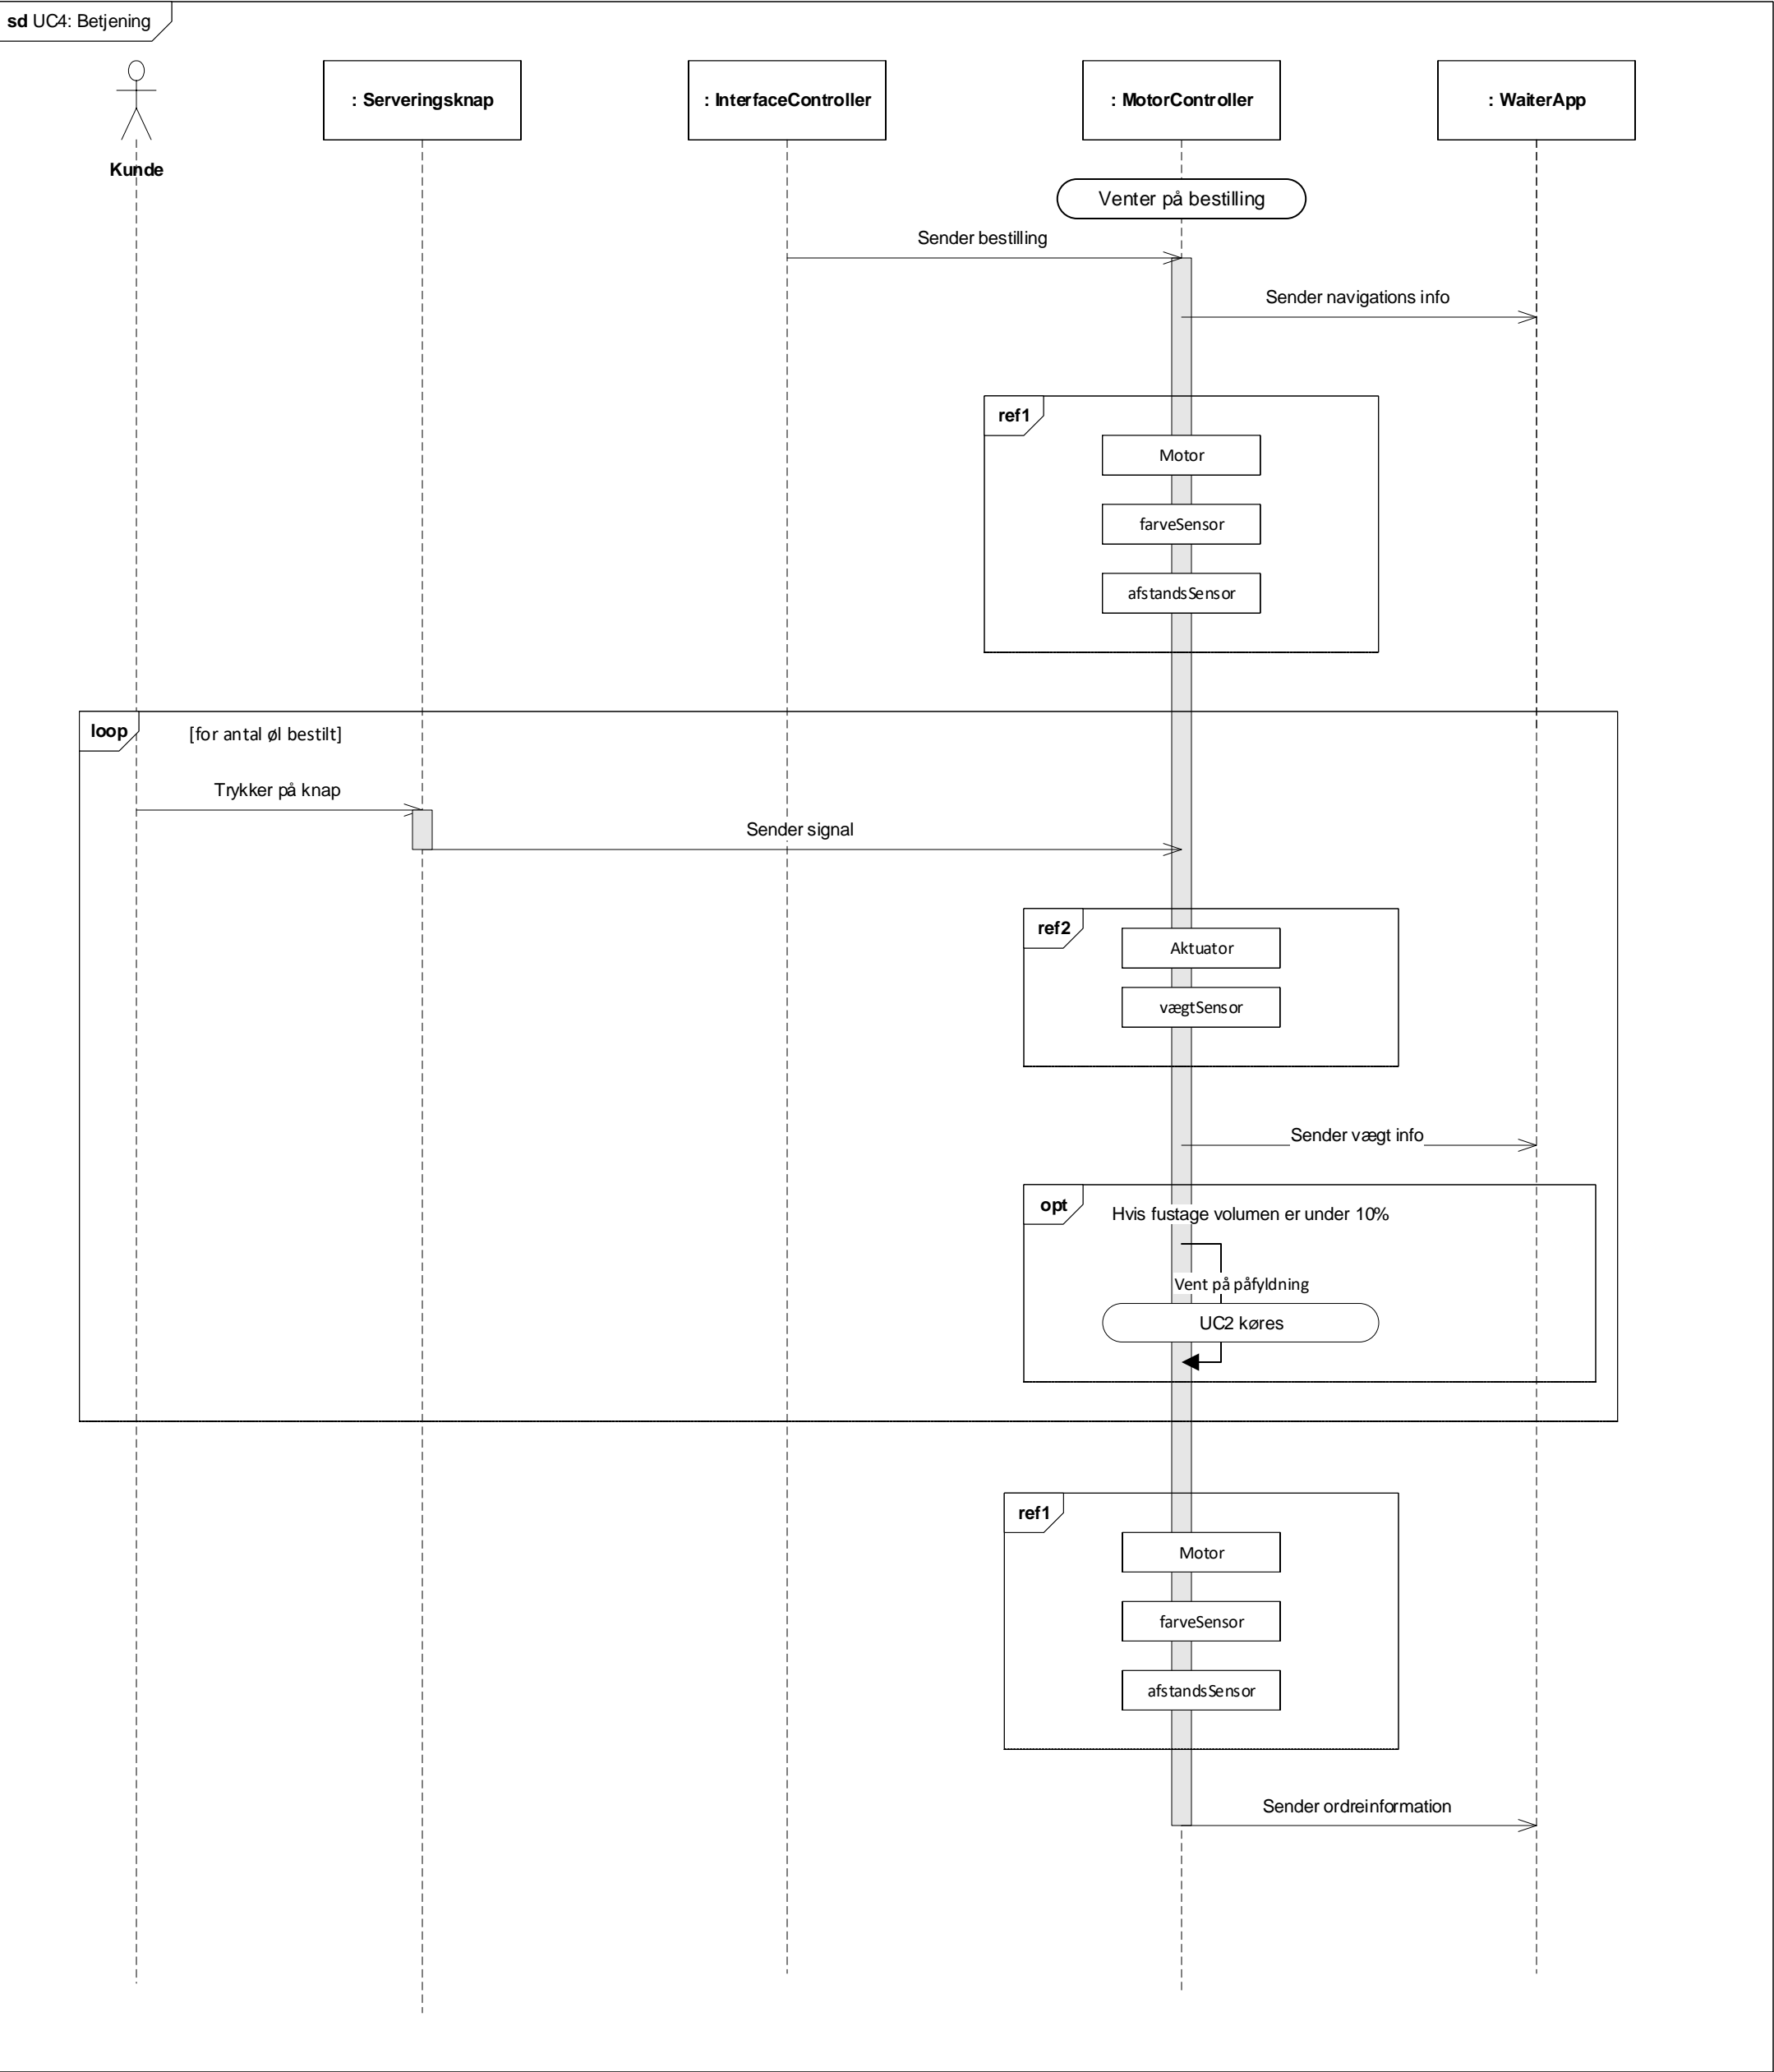 sd UC4: Betjening
: Serveringsknap
: InterfaceController
: MotorController
: WaiterApp
Kunde
Venter på bestilling
Sender bestilling
Sender navigations info
ref1
Motor
farveSensor
afstandsSensor
loop
[for antal øl bestilt]
Trykker på knap
Sender signal
ref2
Aktuator
vægtSensor
Sender vægt info
opt
Hvis fustage volumen er under 10%
Vent på påfyldning
UC2 køres
ref1
Motor
farveSensor
afstandsSensor
Sender ordreinformation